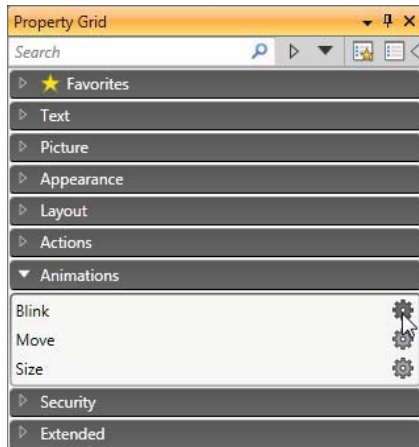 Property Grid
Search
Favorites
Text
Picture
Appearance
Layout
Actions
Animations
Blink
Move
Size
Security
Extended